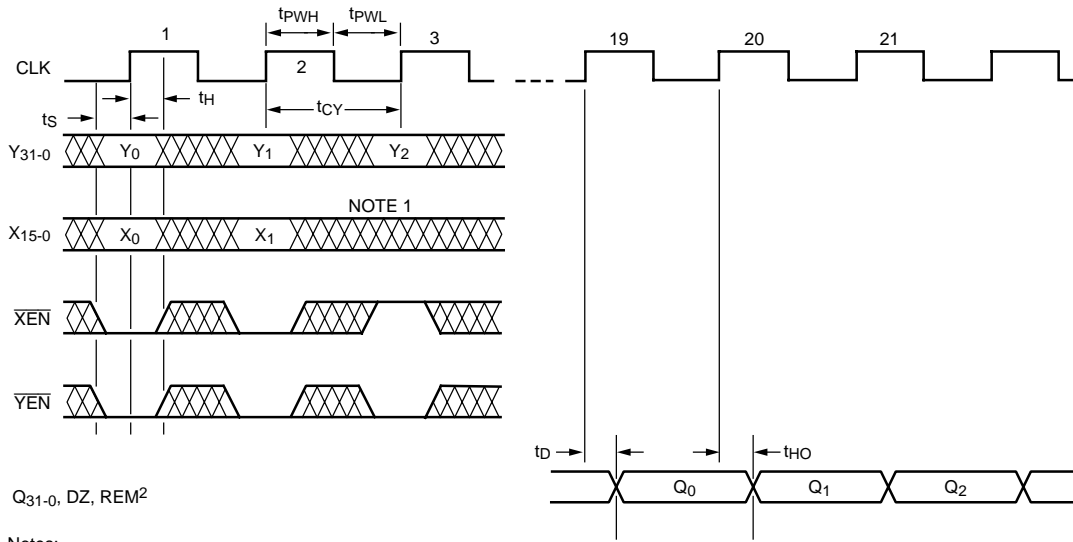 tPWH tPWL
1 2 3 19 20 21
CLK
tS tH tCY
Y31-0 Y0 Y1 Y2
NOTE 1
X15-0 X0 X1
XEN
YEN
tD tHO
Q31-0, DZ, REM2 Q0 Q1 Q2